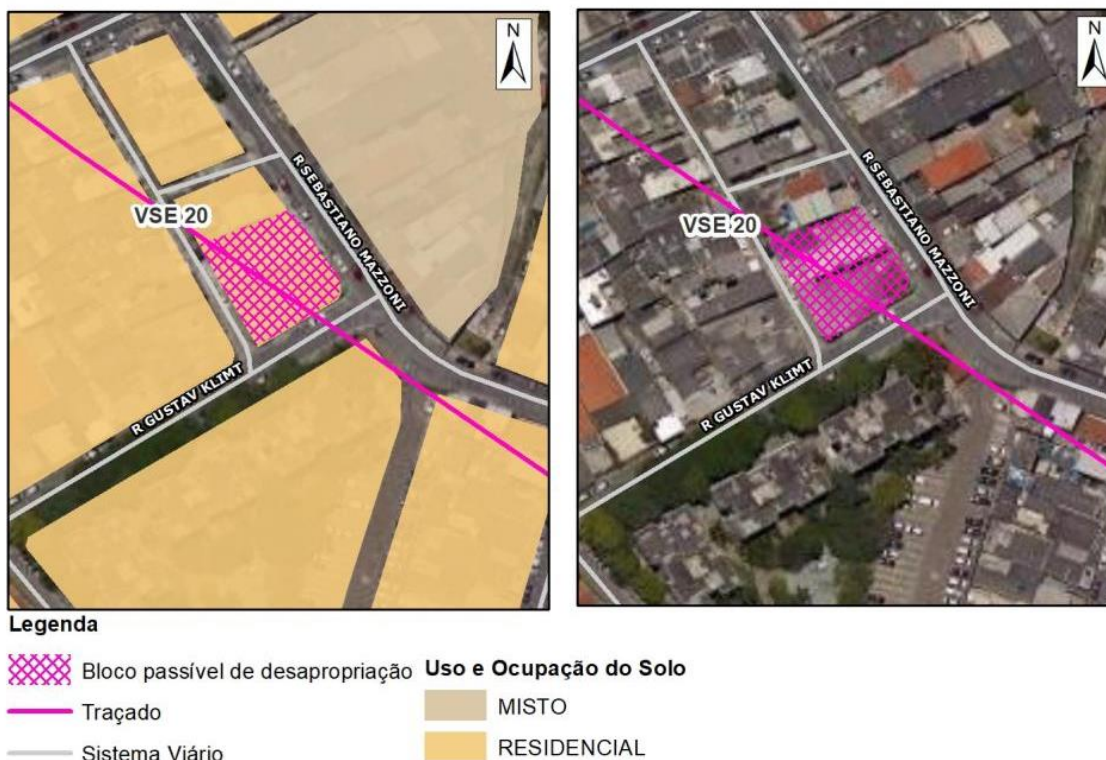 N
N
R SEBASTIANO MAZZONI
R SEBASTIANO MAZZONI
VSE 20
VSE 20
R GUSTAV KLIMT
R GUSTAV KLIMT
Legenda
Bloco passível de desapropriação
Traçado
Sistema Viário
Uso e Ocupação do Solo
MISTO
RESIDENCIAL